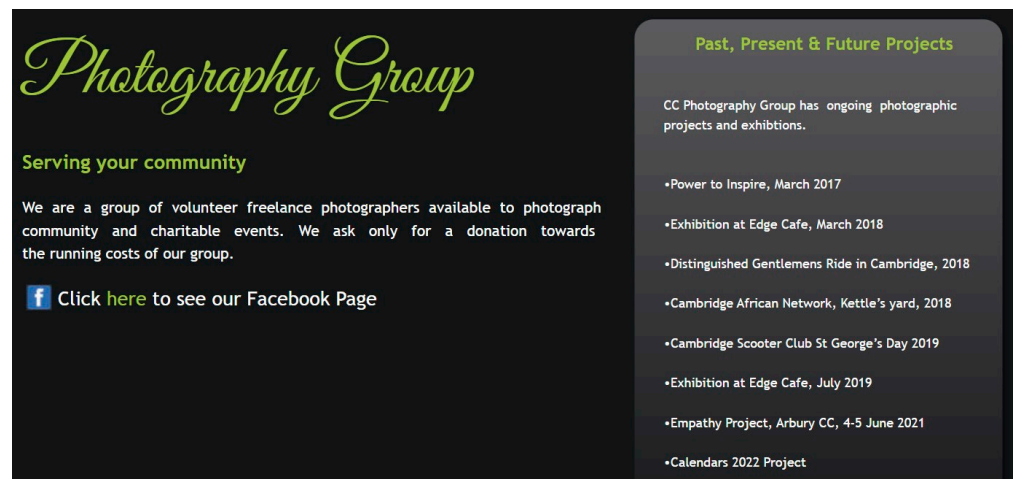 Photography Group
Serving your community
We are a group of volunteer freelance photographers available to photograph
community and charitable events. We ask only for a donation towards
the running costs of our group.
f Click here to see our Facebook Page
Past, Present & Future Projects
CC Photography Group has ongoing photographic
projects and exhibtions.
•Power to Inspire, March 2017
•Exhibition at Edge Cafe, March 2018
•Distinguished Gentlemens Ride in Cambridge, 2018
•Cambridge African Network, Kettle’s yard, 2018
•Cambridge Scooter Club St George’s Day 2019
•Exhibition at Edge Cafe, July 2019
•Empathy Project, Arbury CC, 4-5 June 2021
•Calendars 2022 Project